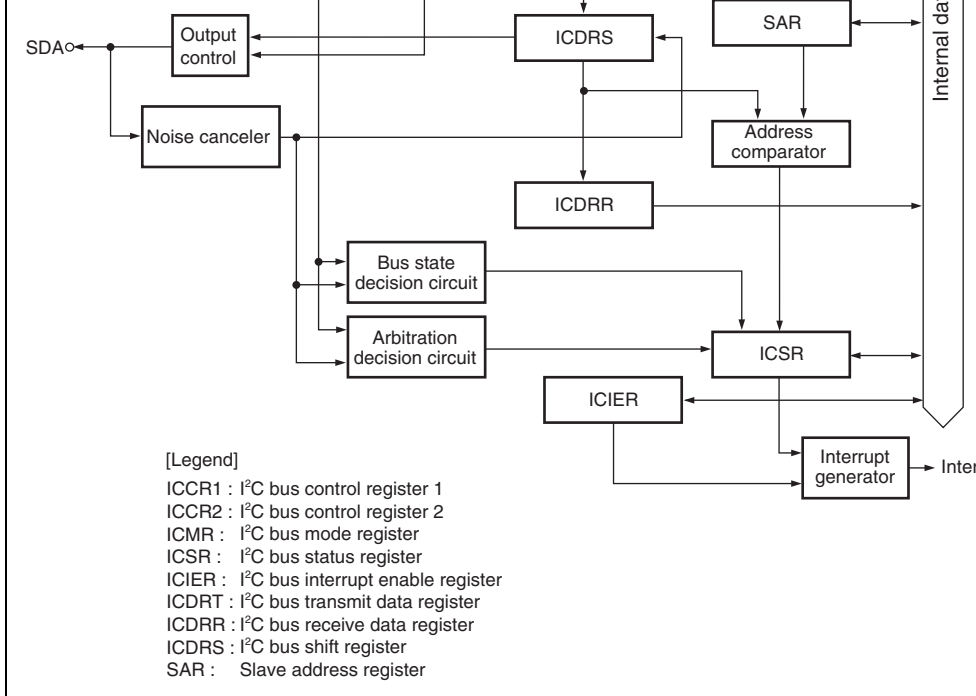 SAR
Internal
Output
control
ICDRS
SDA
Noise canceler
Address
comparator
ICDRR
Bus state
decision circuit
Arbitration
decision circuit
ICSR
ICIER
Interrupt
generator
[Legend]
ICCR1 : I²C bus control register 1
ICCR2 : I²C bus control register 2
ICMR : I²C bus mode register
ICSR : I²C bus status register
ICIER : I²C bus interrupt enable register
ICDRT : I²C bus transmit data register
ICDRR : I²C bus receive data register
ICDRS : I²C bus shift register
SAR : Slave address register